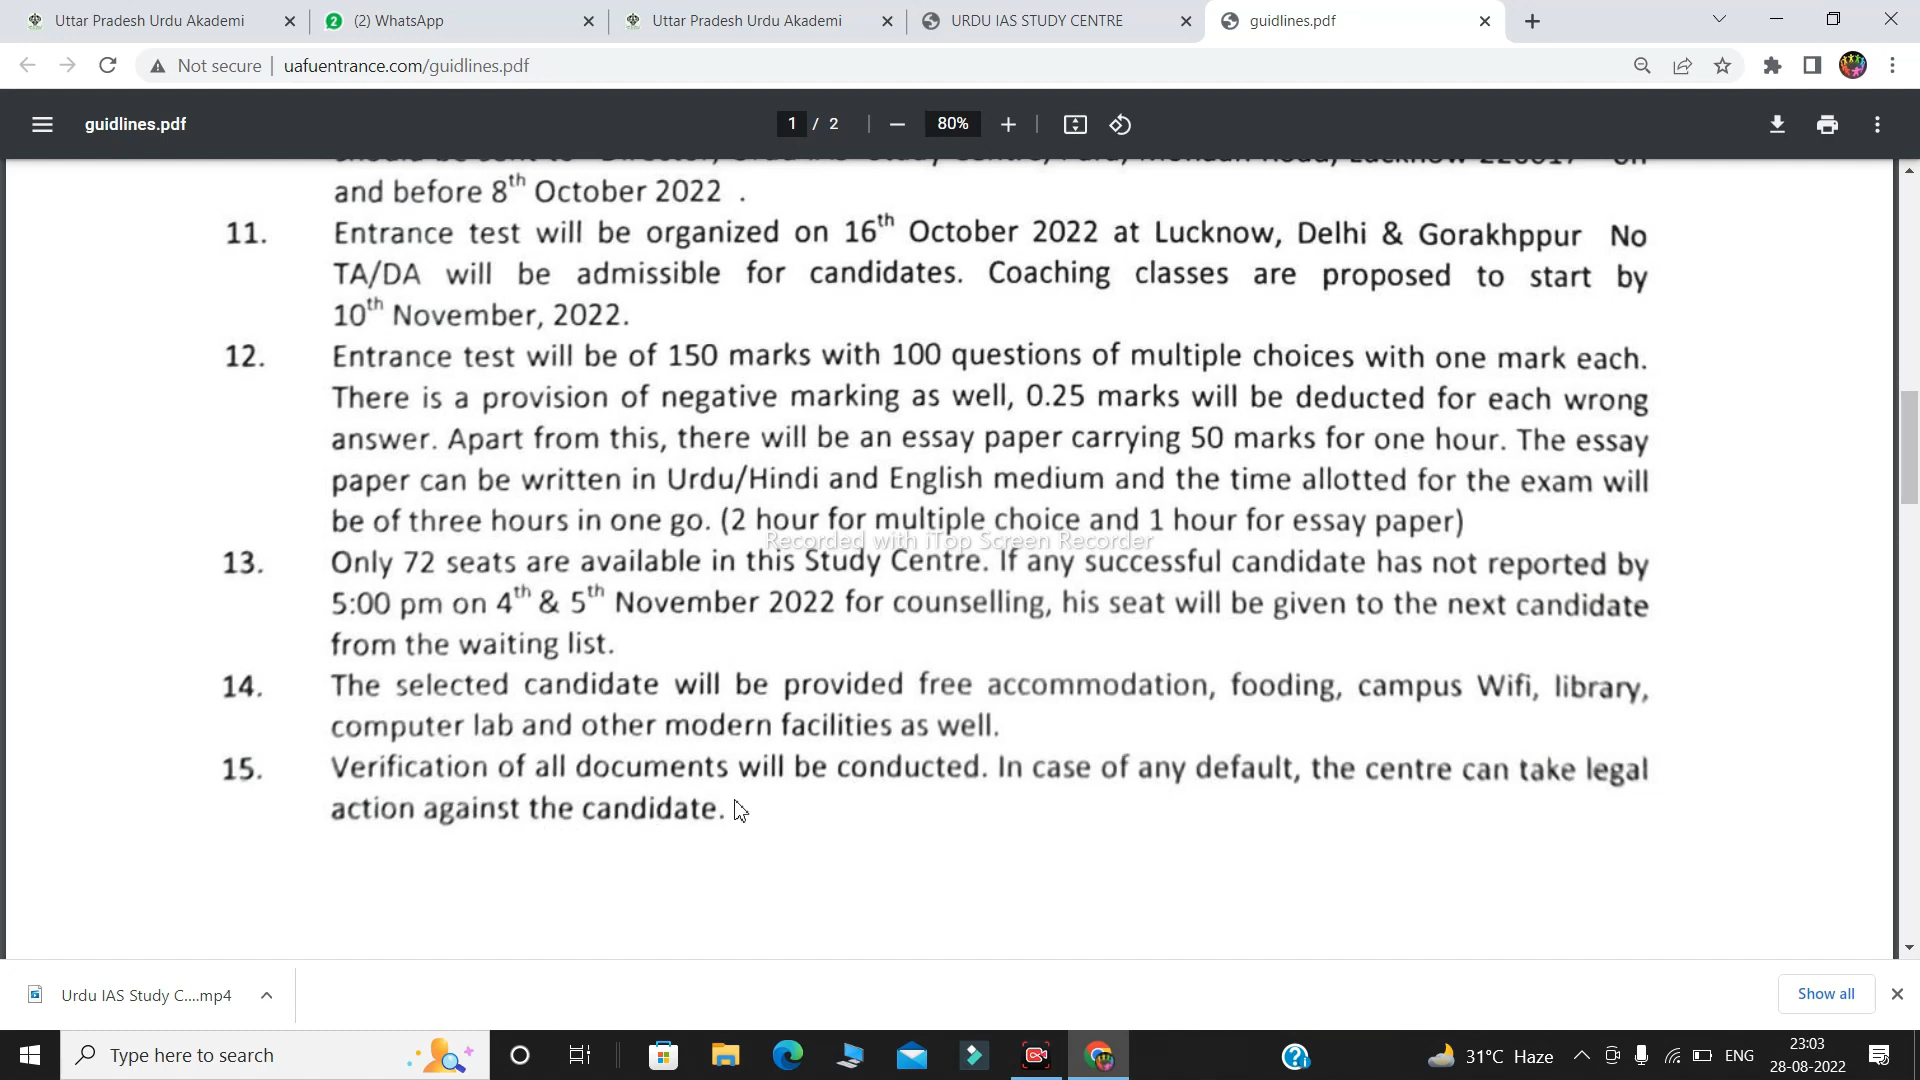 Uttar Pradesh Urdu Akademi
(2) WhatsApp
Uttar Pradesh Urdu Akademi
URDU IAS STUDY CENTRE
guidlines.pdf
Not secure
uafuentrance.com/guidlines.pdf
guidlines.pdf
1 / 2
80%
and before 8th October 2022 .
11. Entrance test will be organized on 16th October 2022 at Lucknow, Delhi & Gorakhppur No
TA/DA will be admissible for candidates. Coaching classes are proposed to start by
10th November, 2022.
12. Entrance test will be of 150 marks with 100 questions of multiple choices with one mark each.
There is a provision of negative marking as well, 0.25 marks will be deducted for each wrong
answer. Apart from this, there will be an essay paper carrying 50 marks for one hour. The essay
paper can be written in Urdu/Hindi and English medium and the time allotted for the exam will
be of three hours in one go. (2 hour for multiple choice and 1 hour for essay paper)
Recorded with iTop Screen Recorder
13. Only 72 seats are available in this Study Centre. If any successful candidate has not reported by
5:00 pm on 4th & 5th November 2022 for counselling, his seat will be given to the next candidate
from the waiting list.
14. The selected candidate will be provided free accommodation, fooding, campus Wifi, library,
computer lab and other modern facilities as well.
15. Verification of all documents will be conducted. In case of any default, the centre can take legal
action against the candidate.
Urdu IAS Study C....mp4
Show all
Type here to search
31°C Haze
ENG
23:03
28-08-2022